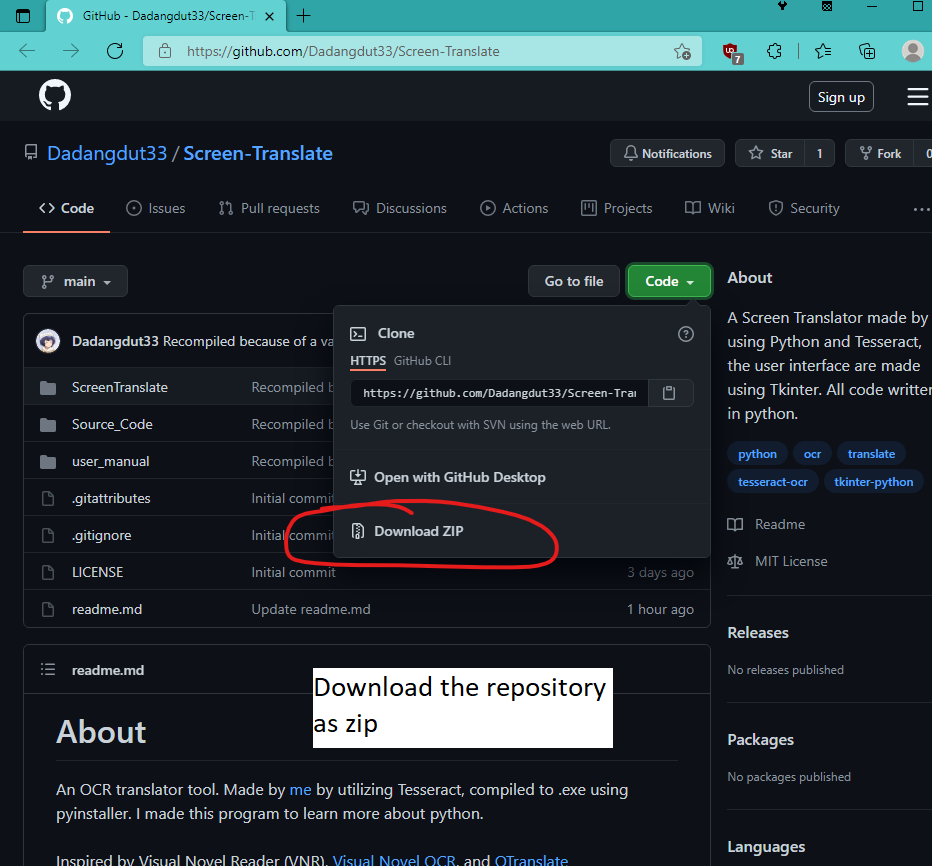 GitHub - Dadangdut33/Screen-T
https://github.com/Dadangdut33/Screen-Translate
7
Sign up
Dadangdut33 / Screen-Translate
Notifications
Star 1
Fork 0
Code
Issues
Pull requests
Discussions
Actions
Projects
Wiki
Security
main
Go to file
Code
Clone
HTTPS GitHub CLI
https://github.com/Dadangdut33/Screen-Tran
Use Git or checkout with SVN using the web URL.
Open with GitHub Desktop
Download ZIP
Dadangdut33 Recompiled because of a va
ScreenTranslate Recompiled b
Source_Code Recompiled b
user_manual Recompiled b
.gitattributes Initial commit
.gitignore Initial commit
LICENSE Initial commit 3 days ago
readme.md Update readme.md 1 hour ago
readme.md
Download the repository
as zip
About
An OCR translator tool. Made by me by utilizing Tesseract, compiled to .exe using
pyinstaller. I made this program to learn more about python.
Inspired by Visual Novel Reader (VNR), Visual Novel OCR, and QTranslate
About
A Screen Translator made by
using Python and Tesseract,
the user interface are made
using Tkinter. All code written
in python.
python ocr translate
tesseract-ocr tkinter-python
Readme
MIT License
Releases
No releases published
Packages
No packages published
Languages